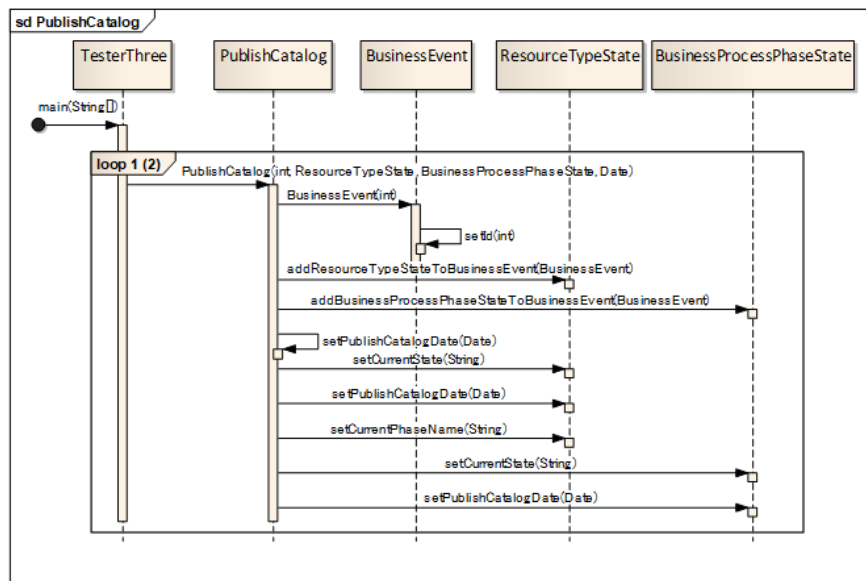 sd PublishCatalog
TesterThree
PublishCatalog
BusinessEvent
ResourceTypeState
BusinessProcessPhaseState
main(String[])
loop 1 (2)
PublishCatalog(int, ResourceTypeState, BusinessProcessPhaseState, Date)
BusinessEvent(int)
setId(int)
addResourceTypeStateToBusinessEvent(BusinessEvent)
addBusinessProcessPhaseStateToBusinessEvent(BusinessEvent)
setPublishCatalogDate(Date)
setCurrentState(String)
setPublishCatalogDate(Date)
setCurrentPhaseName(String)
setCurrentState(String)
setPublishCatalogDate(Date)